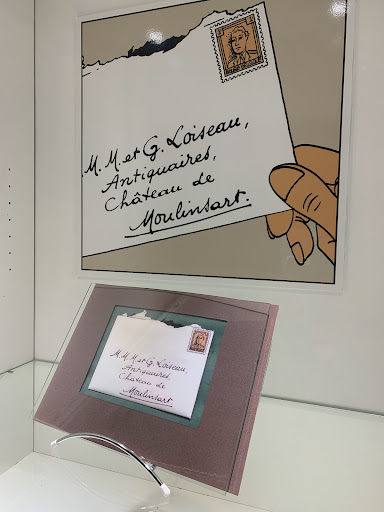 M. M. et G. Loiseau,
Antiquaires,
Château de
Moulinsart.
M. M. et G. Loiseau,
Antiquaires,
Château de
Moulinsart.